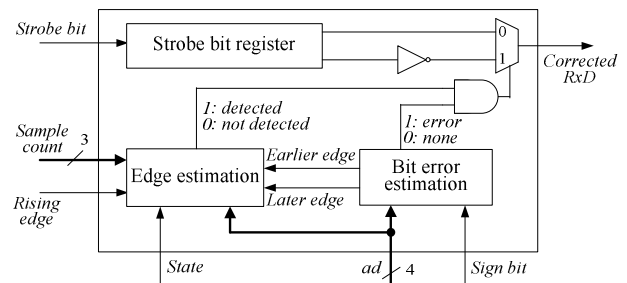 Strobe bit
Strobe bit register
0
1
Corrected
RxD
1: detected
0: not detected
1: error
0: none
Sample
count
3
Edge estimation
Earlier edge
Later edge
Bit error
estimation
Rising
edge
State
ad
4
Sign bit